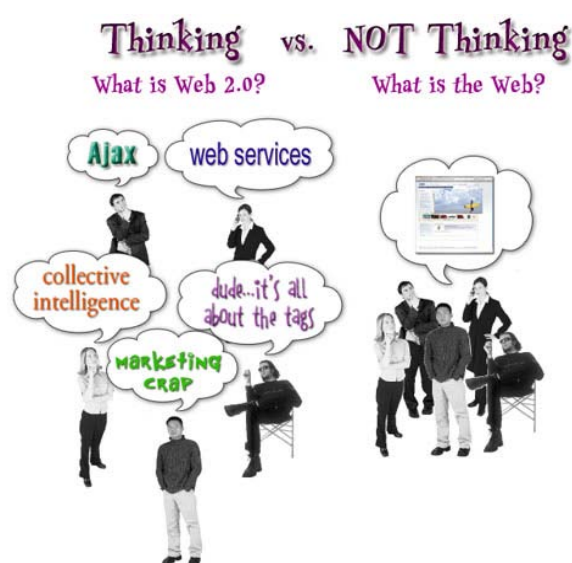 Thinking vs. NOT Thinking
What is Web 2.0?
What is the Web?
Ajax
web services
collective
intelligence
dude...it's all
about the tags
MARKETING
CRAP